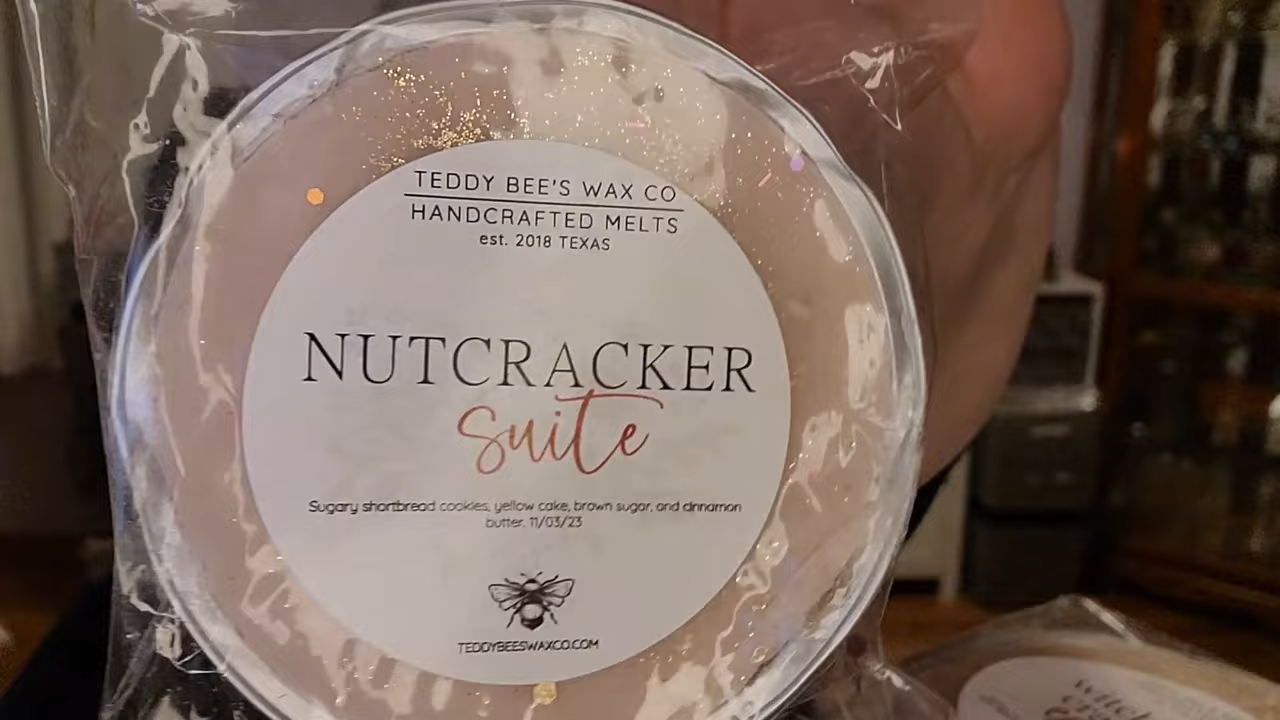 TEDDY BEE'S WAX CO
HANDCRAFTED MELTS
est. 2018 TEXAS
NUTCRACKER
suite
Sugary shortbread cookies, yellow cake, brown sugar, and cinnamon
butter. 11/03/23
TEDDYBEESWAXCO.COM